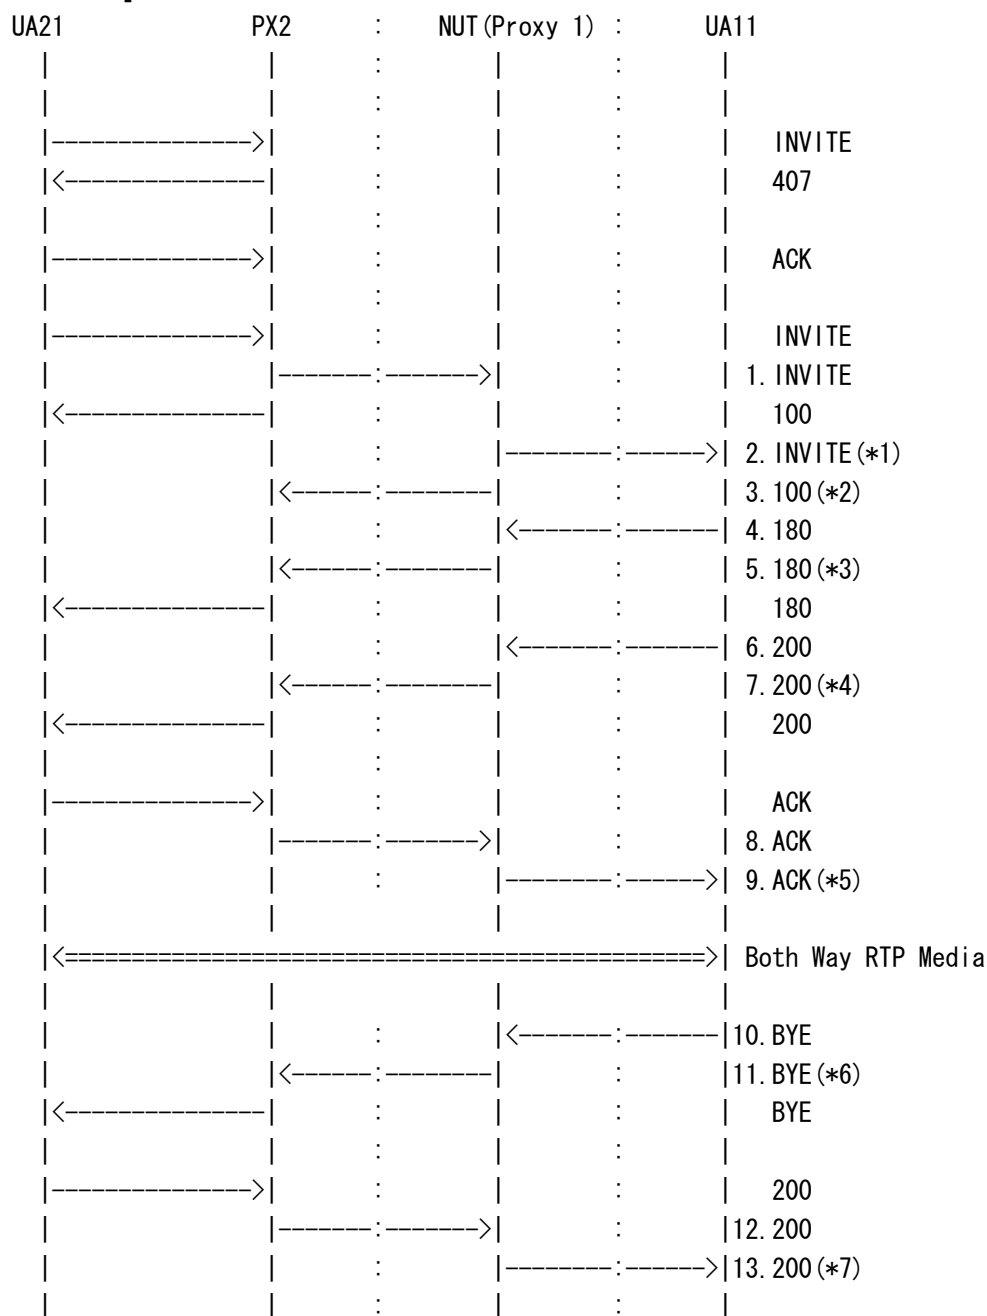 UA21 PX2 : NUT(Proxy 1) : UA11
| | : | : |
| | : | : |
|--------------->| : | : | INVITE
|<---------------| : | : | 407
| | : | : |
|--------------->| : | : | ACK
| | : | : |
|--------------->| : | : | INVITE
| |-------:------->| : | 1.INVITE
|<---------------| : | : | 100
| | : |--------:------>| 2.INVITE(*1)
| |<------:--------| : | 3.100(*2)
| | : |<-------:-------| 4.180
| |<------:--------| : | 5.180(*3)
|<---------------| : | : | 180
| | : |<-------:-------| 6.200
| |<------:--------| : | 7.200(*4)
|<---------------| : | : | 200
| | : | : |
|--------------->| : | : | ACK
| |-------:------->| : | 8.ACK
| | : |--------:------>| 9.ACK(*5)
| | | |
|<================================================>| Both Way RTP Media
| | | |
| | : |<-------:-------|10.BYE
| |<------:--------| : |11.BYE(*6)
|<---------------| : | : | BYE
| | : | : |
|--------------->| : | : | 200
| |-------:------->| : |12.200
| | : |--------:------>|13.200(*7)
| | : | : |